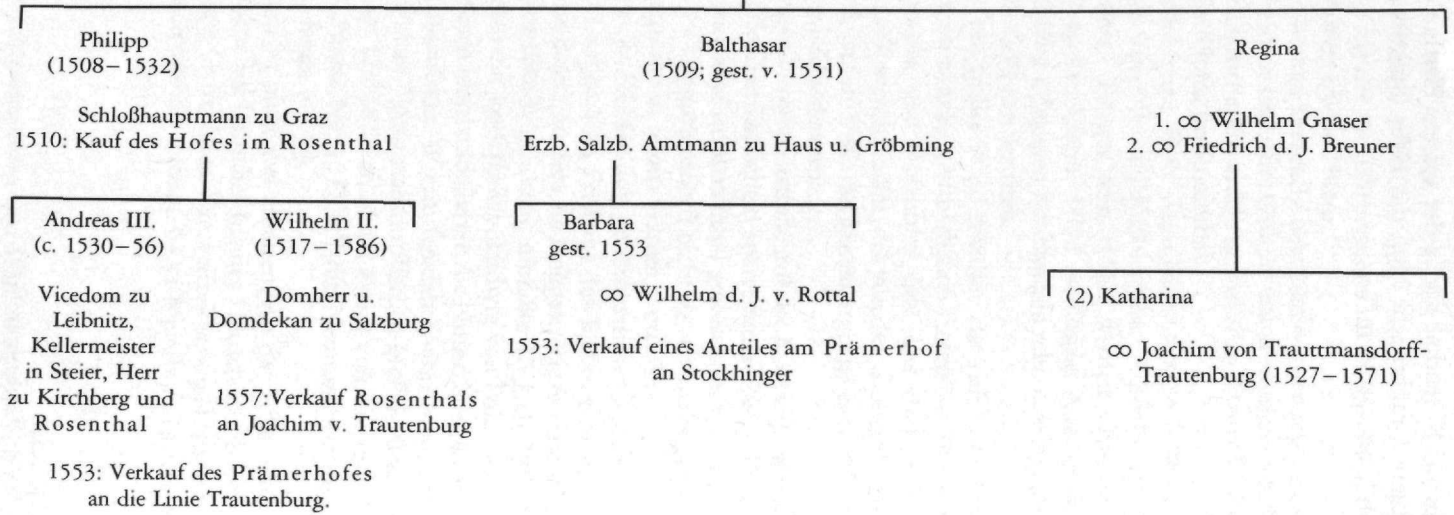 Philipp
(1508–1532)
Schloßhauptmann zu Graz
1510: Kauf des Hofes im Rosenthal
Andreas III.
(c. 1530–56)
Vicedom zu
Leibnitz,
Kellermeister
in Steier, Herr
zu Kirchberg und
Rosenthal
Wilhelm II.
(1517–1586)
Domherr u.
Domdekan zu Salzburg
1557:Verkauf Rosenthals
an Joachim v. Trautenburg
1553: Verkauf des Prämerhofes
an die Linie Trautenburg.
Balthasar
(1509; gest. v. 1551)
Erzb. Salzb. Amtmann zu Haus u. Gröbming
Barbara
gest. 1553
∞ Wilhelm d. J. v. Rottal
1553: Verkauf eines Anteiles am Prämerhof
an Stockhinger
Regina
1. ∞ Wilhelm Gnaser
2. ∞ Friedrich d. J. Breuner
(2) Katharina
∞ Joachim von Trauttmansdorff-
Trautenburg (1527–1571)